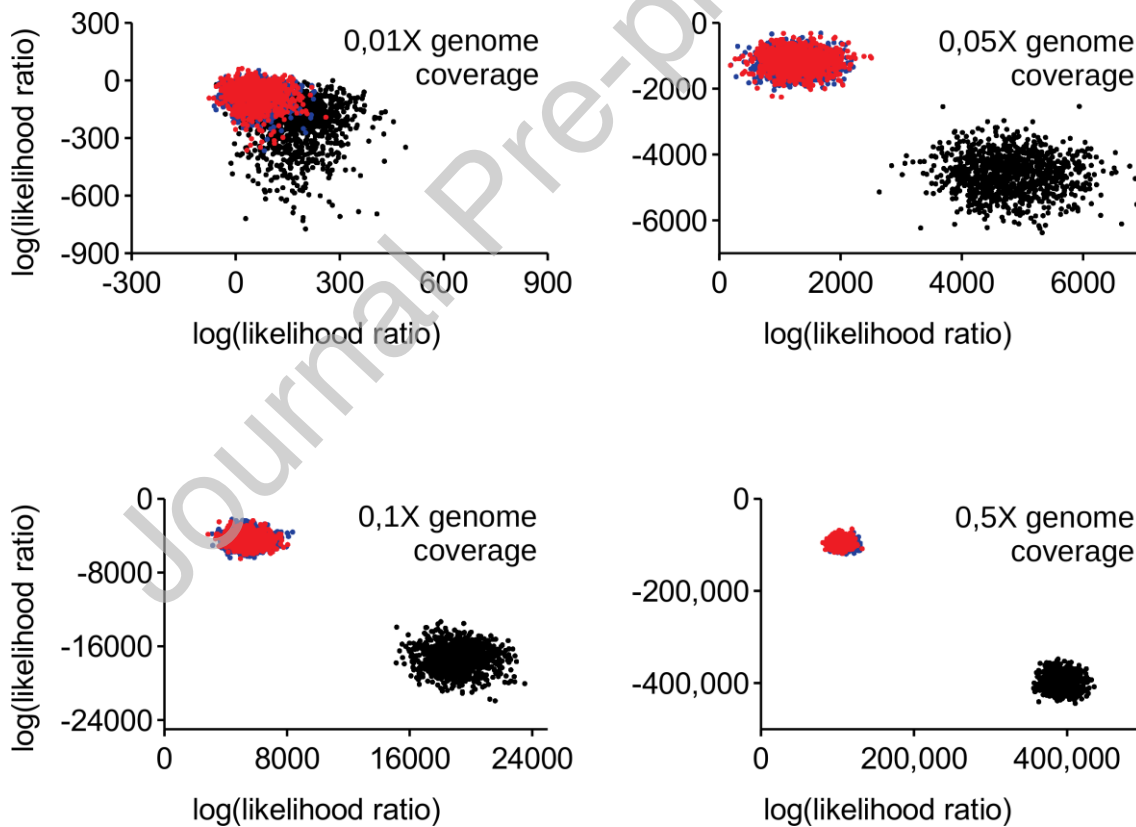 Journal Pre-pr
300
0
-300
-600
-900
-300
0
300
600
900
log(likelihood ratio)
log(likelihood ratio)
0,01X genome
coverage
0
-2000
-4000
-6000
0
2000
4000
6000
log(likelihood ratio)
0,05X genome
coverage
0
-8000
-16000
-24000
0
8000
16000
24000
log(likelihood ratio)
log(likelihood ratio)
0,1X genome
coverage
0
-200,000
-400,000
0
200,000
400,000
log(likelihood ratio)
0,5X genome
coverage